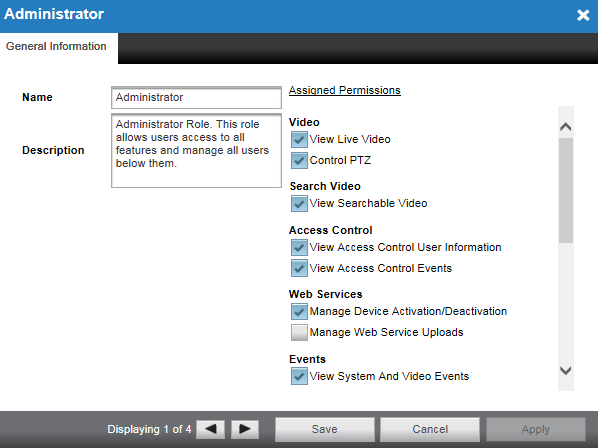 Administrator
General Information
Name
Administrator
Description
Administrator Role. This role
allows users access to all
features and manage all users
below them.
Assigned Permissions
Video
View Live Video
Control PTZ
Search Video
View Searchable Video
Access Control
View Access Control User Information
View Access Control Events
Web Services
Manage Device Activation/Deactivation
Manage Web Service Uploads
Events
View System And Video Events
Displaying 1 of 4
Save
Cancel
Apply